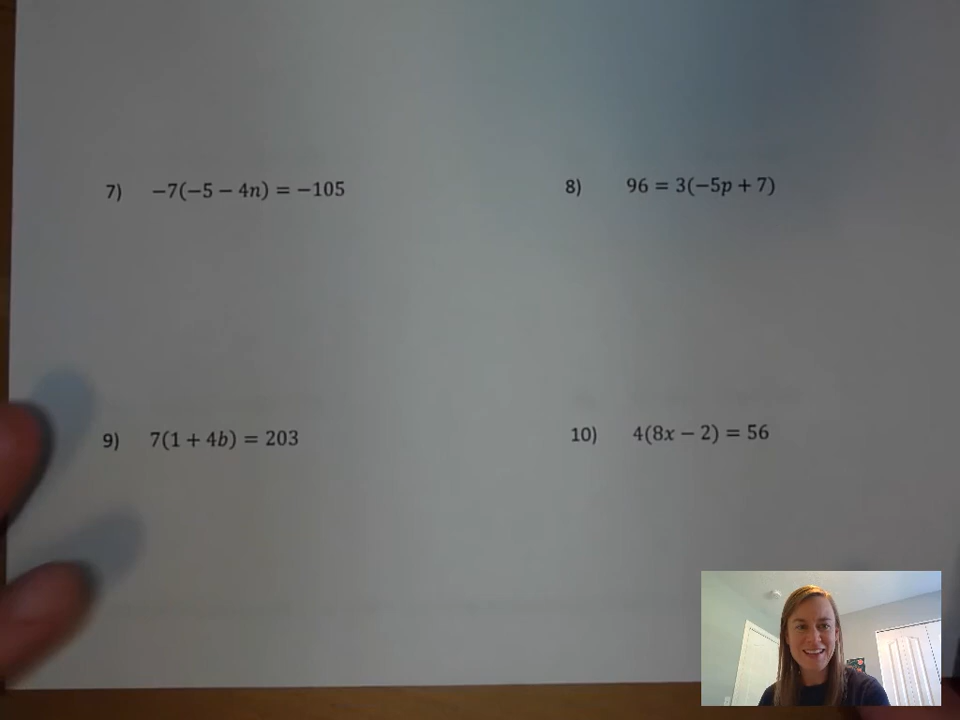 7) −7(−5 − 4n) = −105
8) 96 = 3(−5p + 7)
9) 7(1 + 4b) = 203
10) 4(8x − 2) = 56